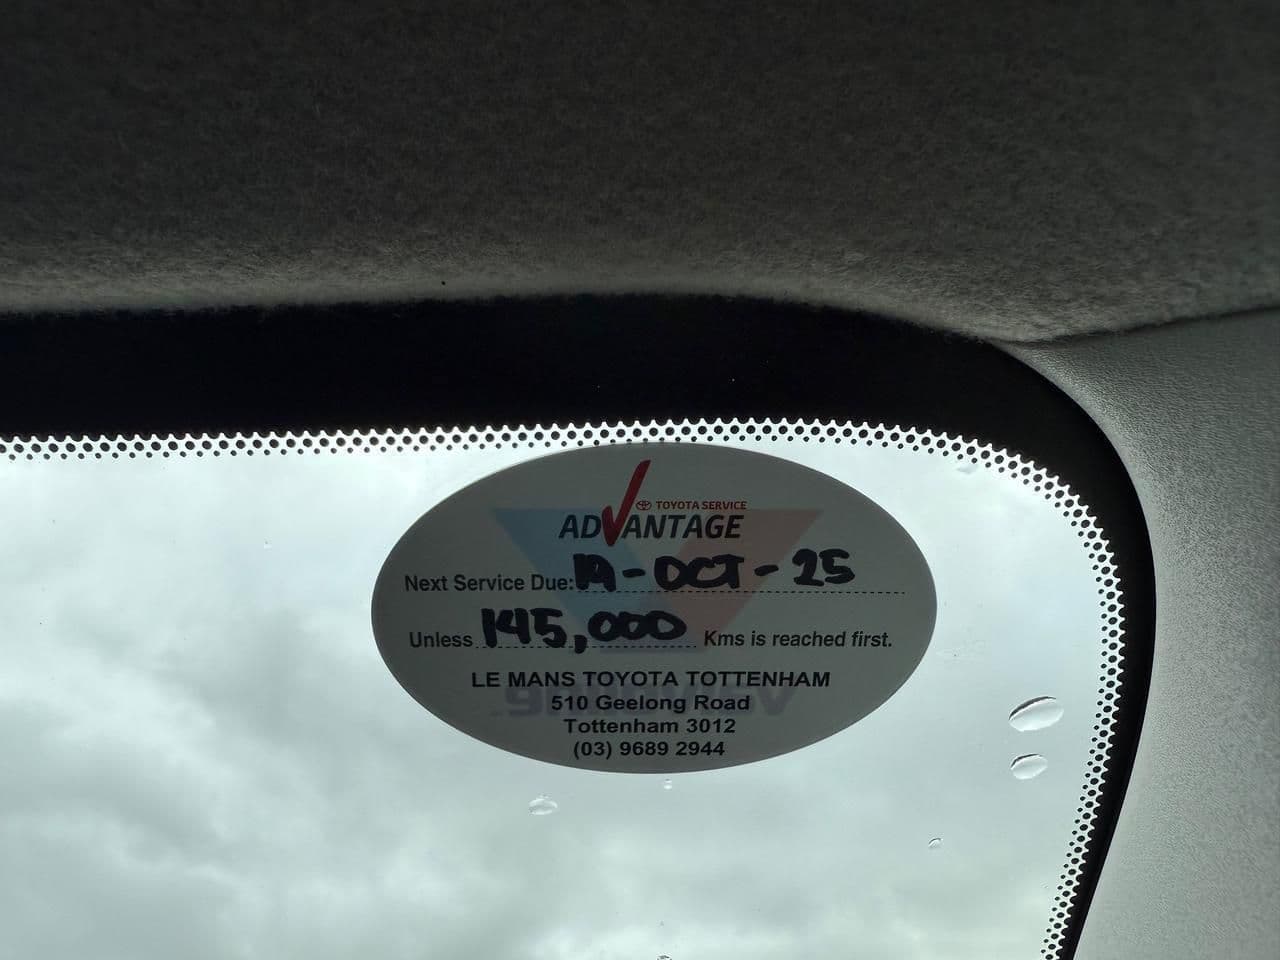 TOYOTA SERVICE
ADVANTAGE
Next Service Due: 19-OCT-25
Unless 145,000 Kms is reached first.
LE MANS TOYOTA TOTTENHAM
510 Geelong Road
Tottenham 3012
(03) 9689 2944